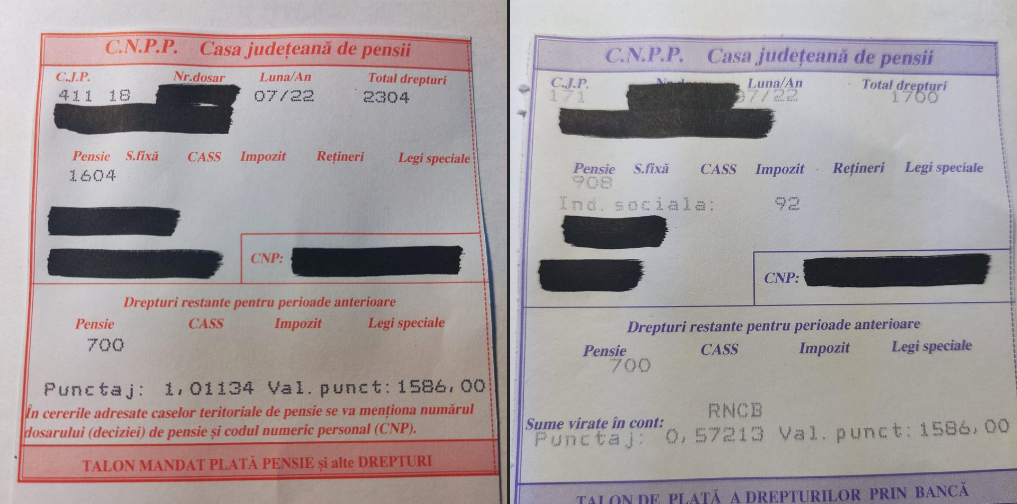 C.N.P.P. Casa județeană de pensii
C.J.P. Nr.dosar Luna/An Total drepturi
411 18 07/22 2304
Pensie S.fixă CASS Impozit Rețineri Legi speciale
1604
CNP:
Drepturi restante pentru perioade anterioare
Pensie CASS Impozit Legi speciale
700
Punctaj: 1,01134 Val. punct: 1586,00
În cererile adresate caselor teritoriale de pensie se va menționa numărul
dosarului (deciziei) de pensie și codul numeric personal (CNP).
TALON MANDAT PLATĂ PENSIE și alte DREPTURI
C.N.P.P. Casa județeană de pensii
C.J.P. Luna/An Total drepturi
171 07/22 1700
Pensie S.fixă CASS Impozit Rețineri Legi speciale
908
Ind. sociala: 92
CNP:
Drepturi restante pentru perioade anterioare
Pensie CASS Impozit Legi speciale
700
RNCB
Sume virate în cont:
Punctaj: 0,57213 Val. punct: 1586,00
TALON DE PLATĂ A DREPTURILOR PRIN BANCĂ